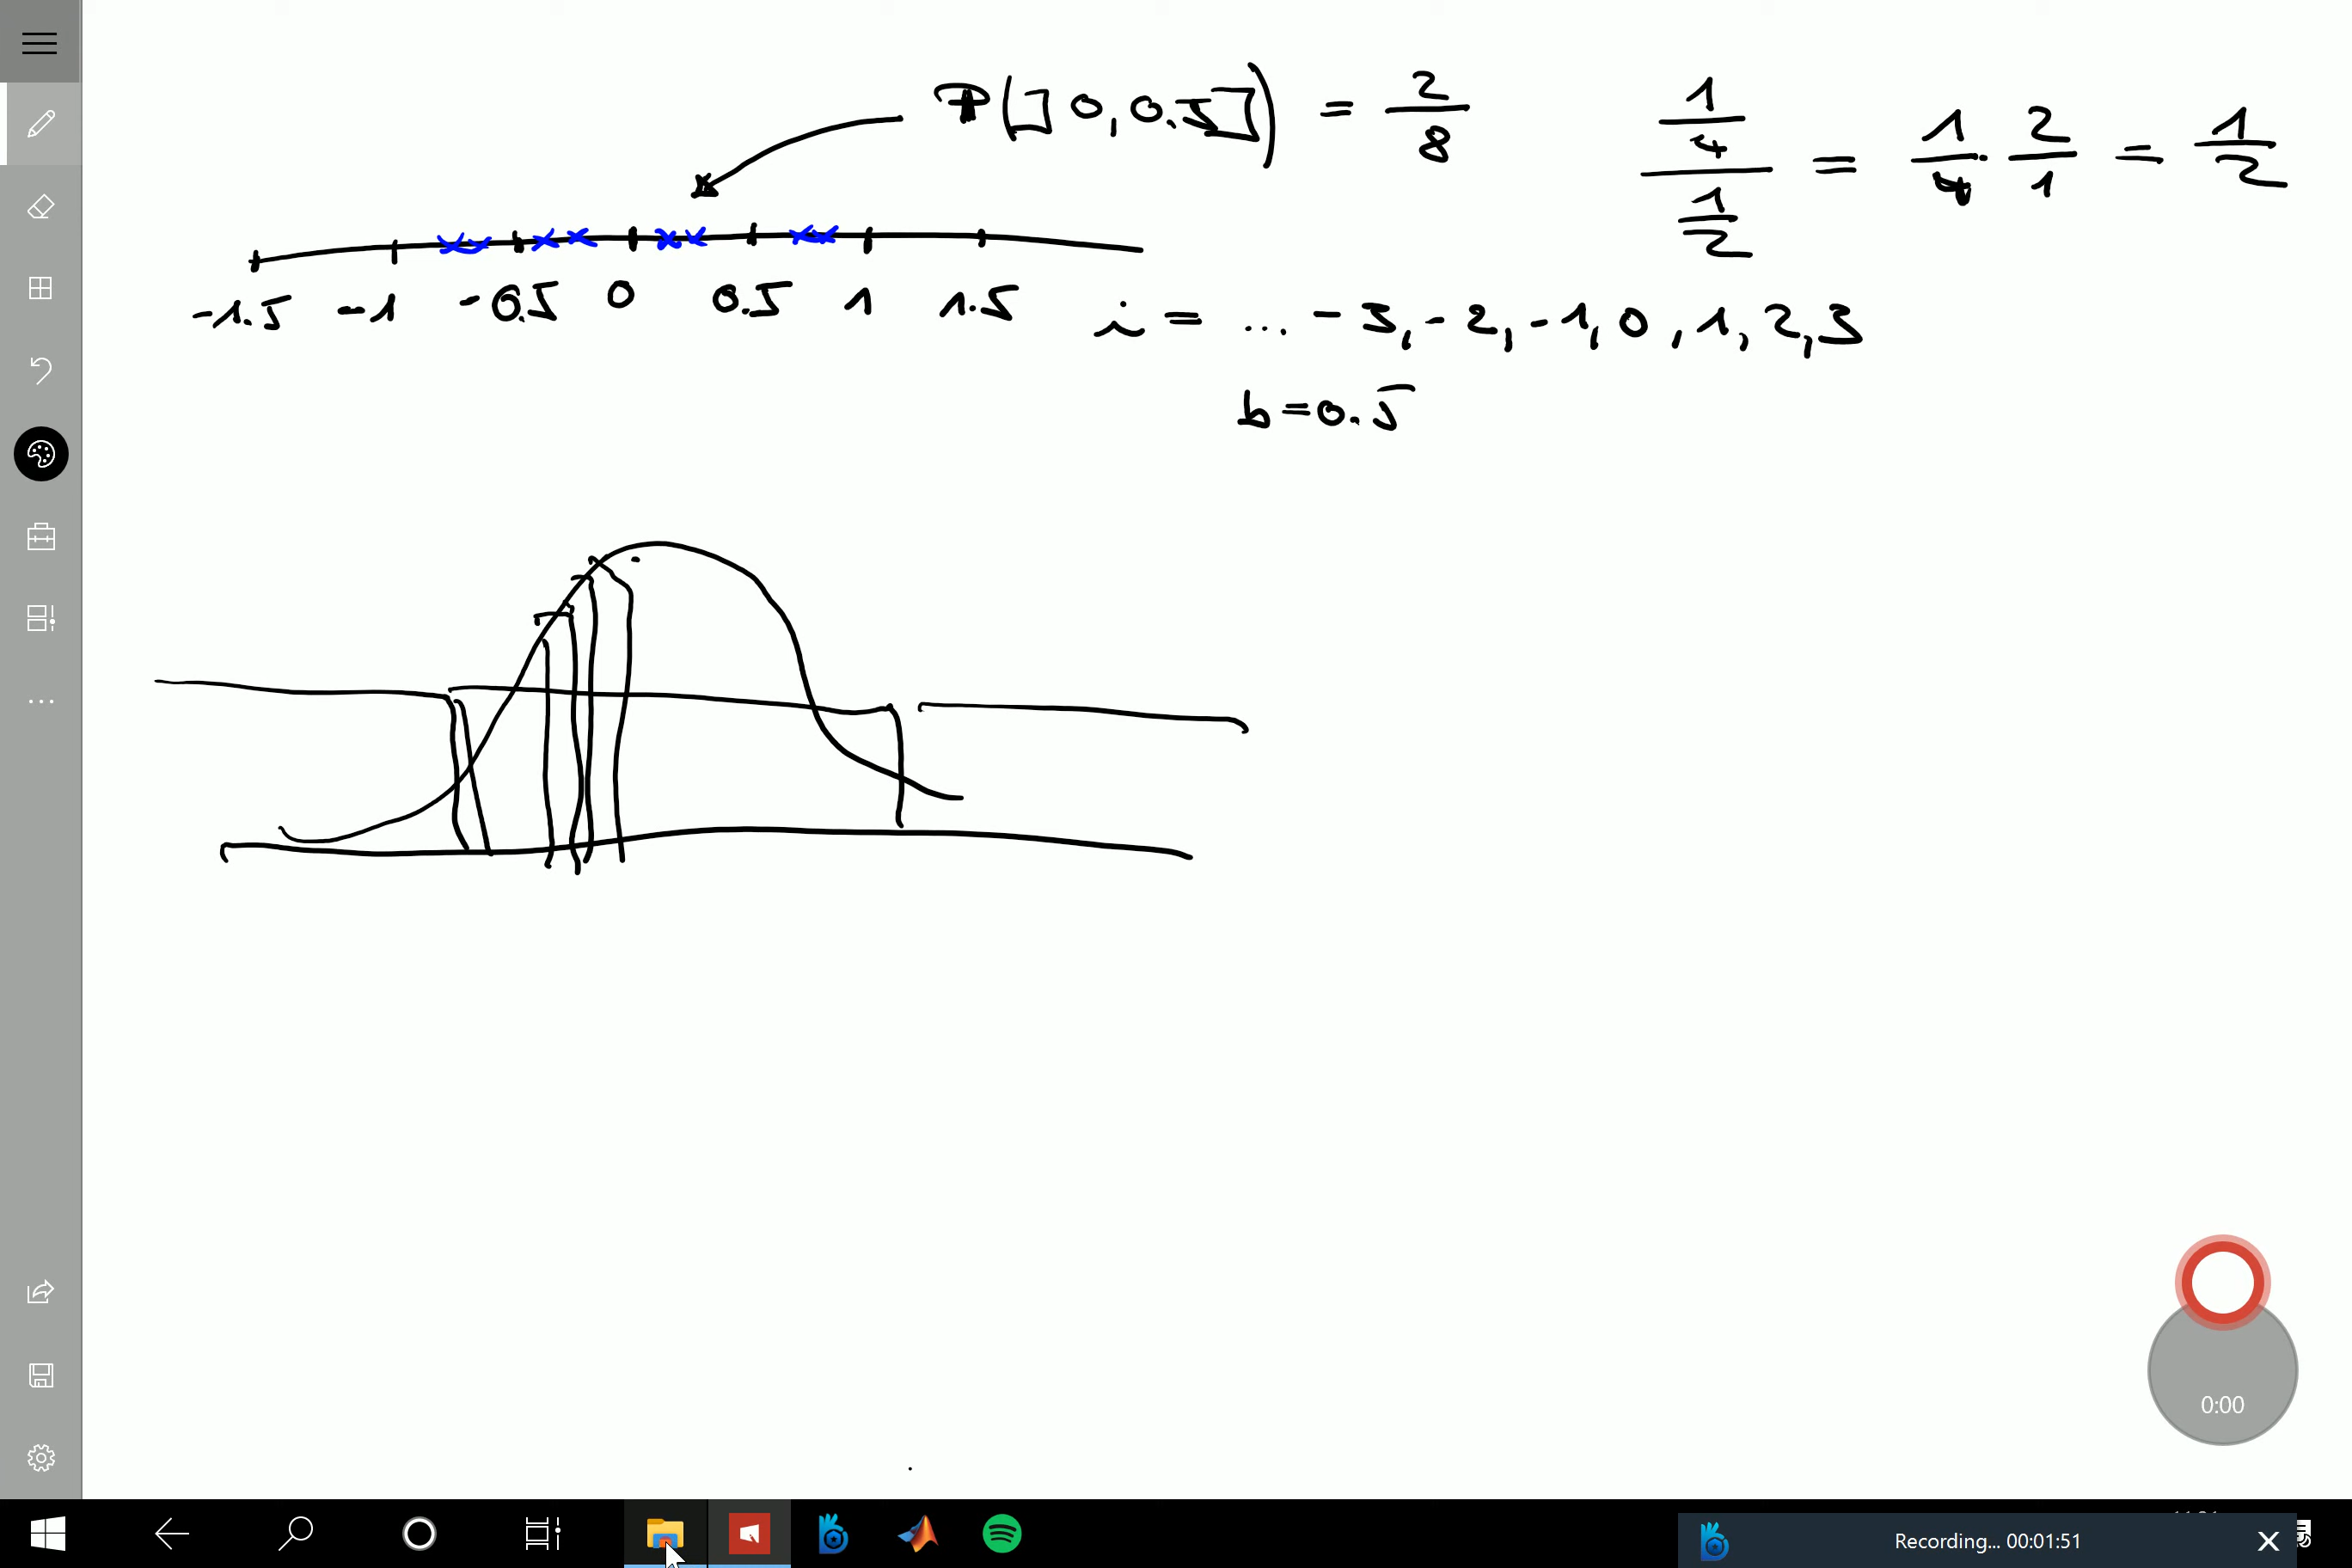 P(]0,0.5]) = 2/8
1/4 / 1/2 = 1/4 · 2/1 = 1/2
-1.5 -1 -0.5 0 0.5 1 1.5
i = ... -3, -2, -1, 0, 1, 2, 3
b=0.5
0:00
Recording... 00:01:51